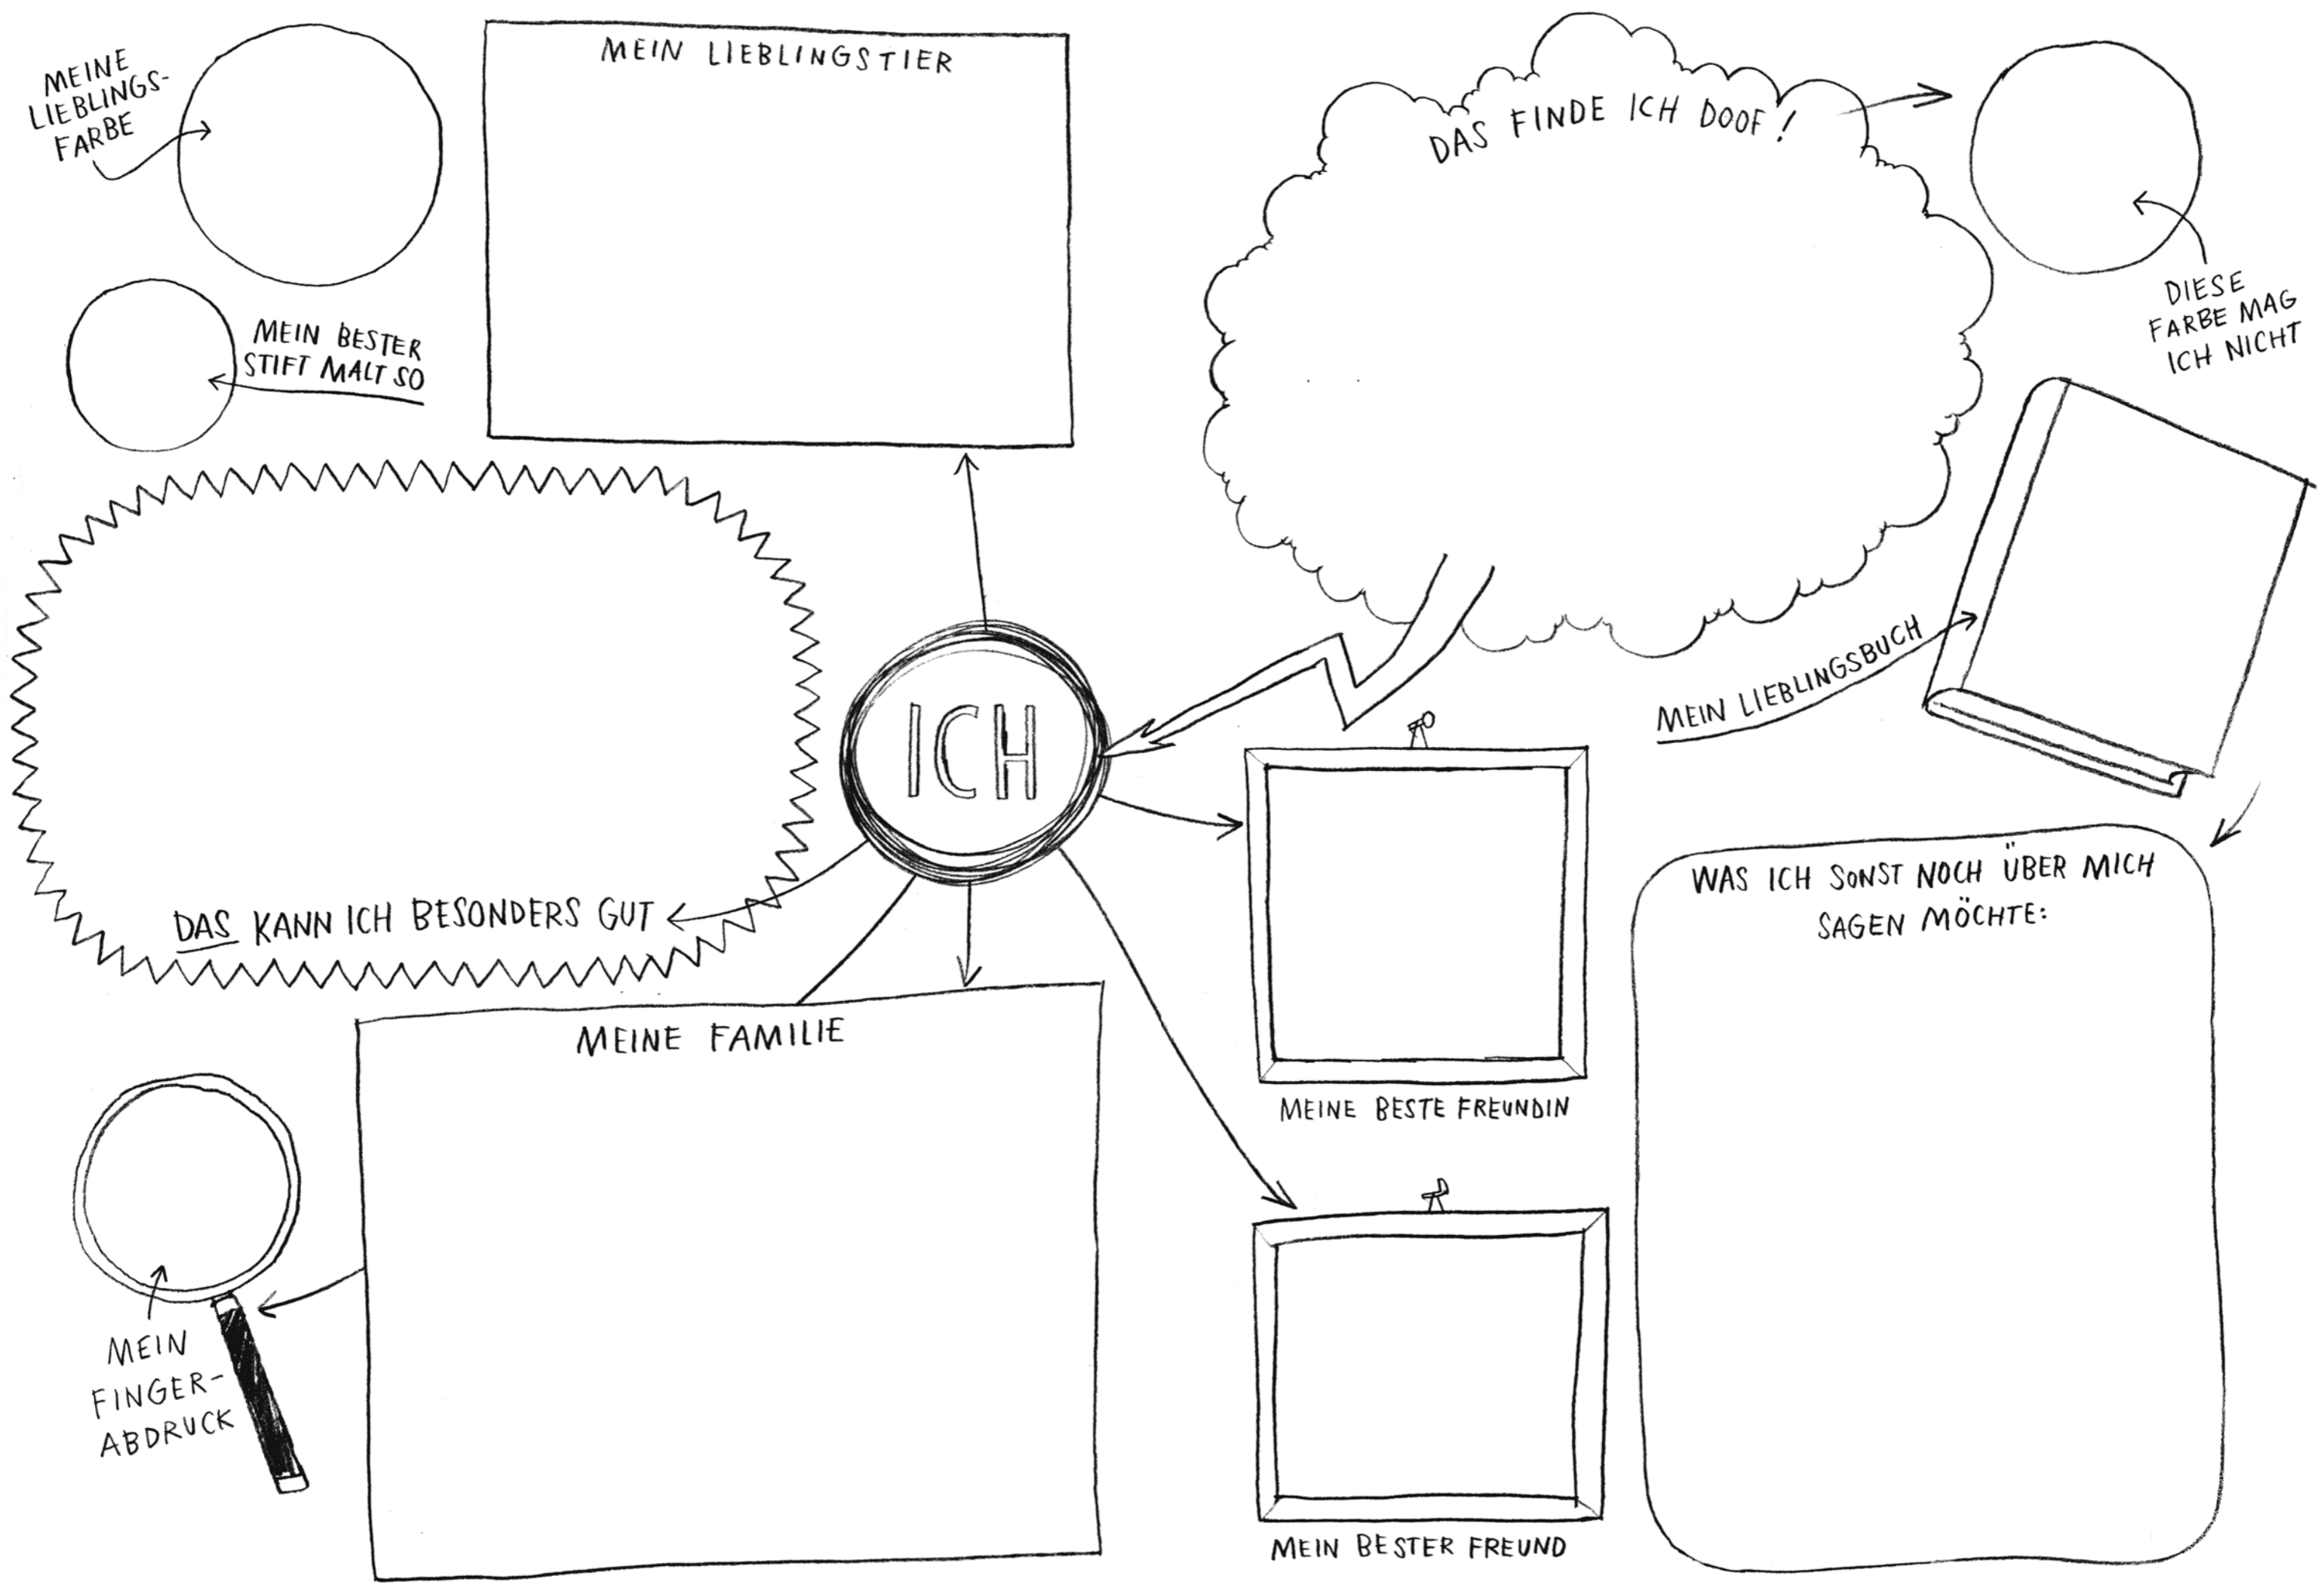 MEINE
LIEBLINGS-
FARBE
MEIN LIEBLINGSTIER
DAS FINDE ICH DOOF!
DIESE
FARBE MAG
ICH NICHT
MEIN BESTER
STIFT MALT SO
MEIN LIEBLINGSBUCH
ICH
DAS KANN ICH BESONDERS GUT
WAS ICH SONST NOCH ÜBER MICH
SAGEN MÖCHTE:
MEINE FAMILIE
MEINE BESTE FREUNDIN
MEIN
FINGER-
ABDRUCK
MEIN BESTER FREUND